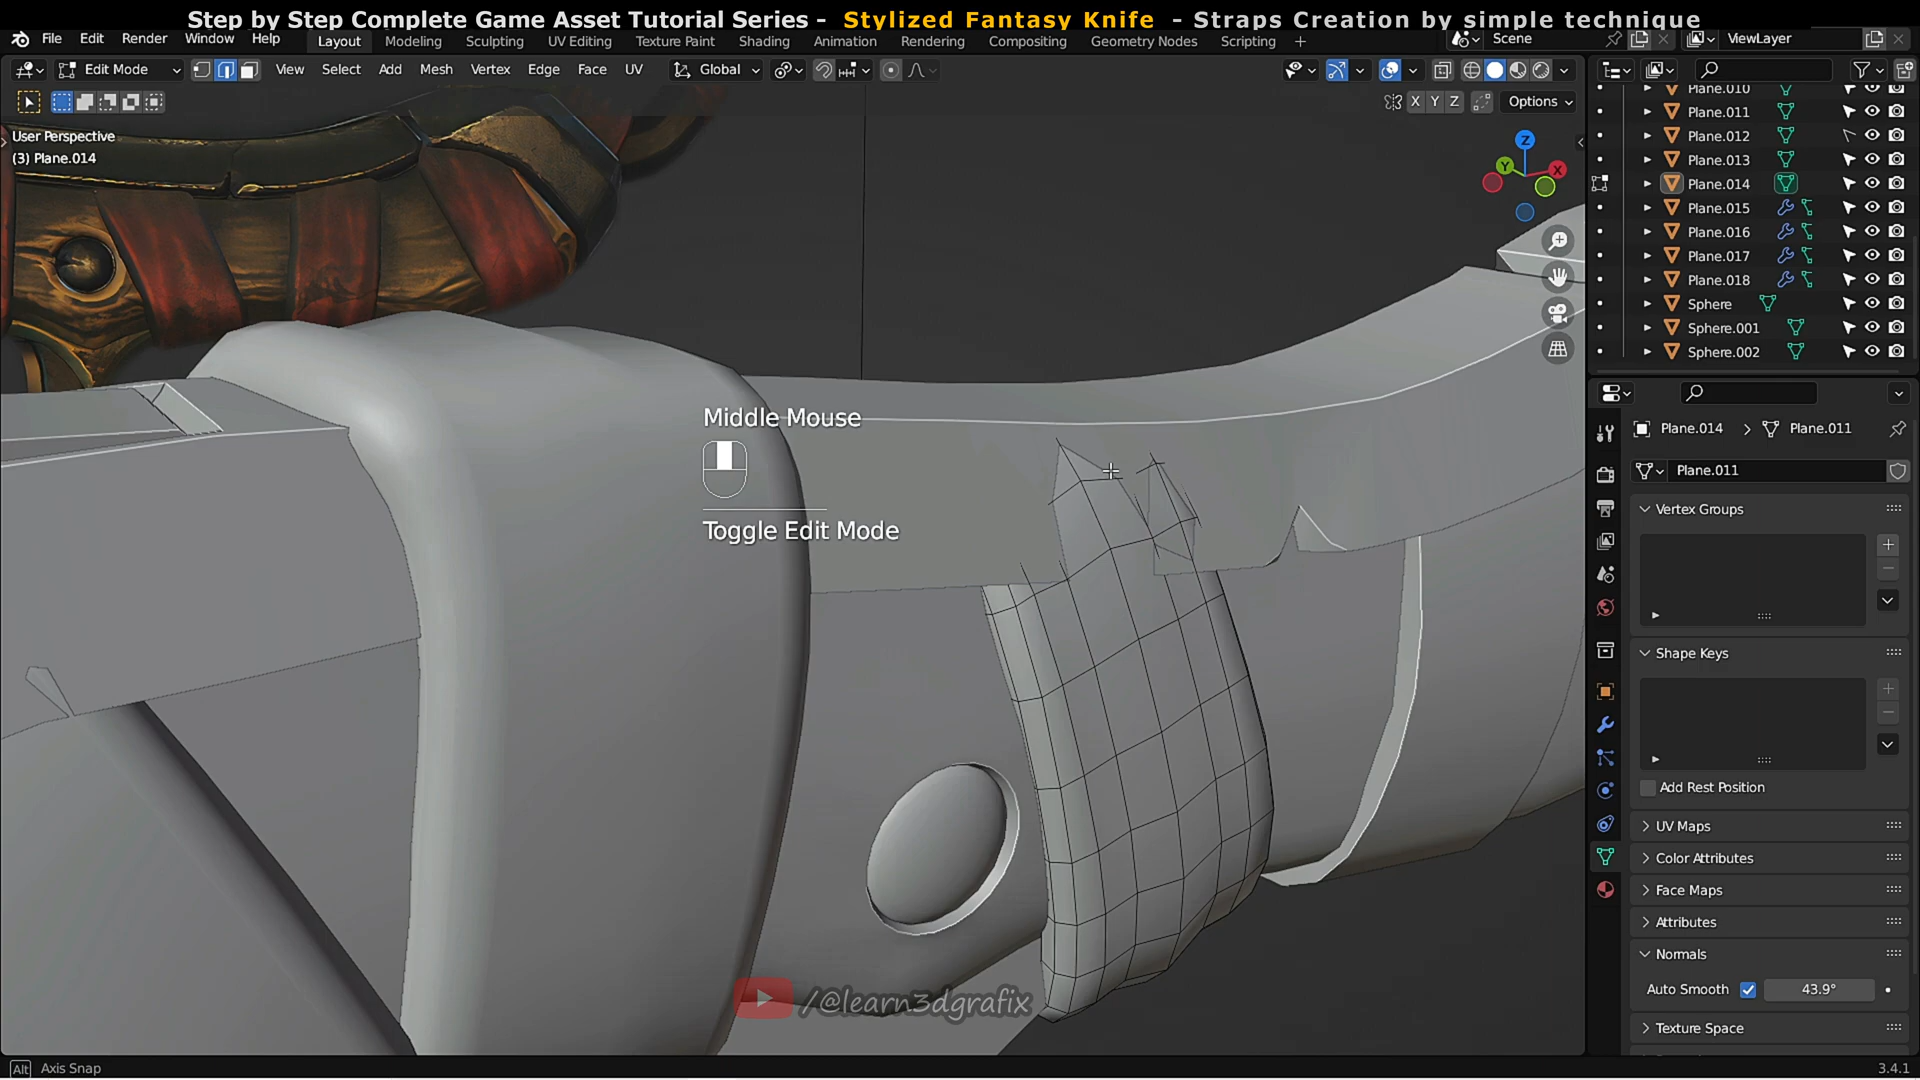 Step by Step Complete Game Asset Tutorial Series - Stylized Fantasy Knife - Straps Creation by simple technique
File Edit Render Window Help Layout Modeling Sculpting UV Editing Texture Paint Shading Animation Rendering Compositing Geometry Nodes Scripting + Scene ViewLayer
Edit Mode View Select Add Mesh Vertex Edge Face UV Global
X Y Z Options
User Perspective
(3) Plane.014
Z
Y
X
Plane.010
Plane.011
Plane.012
Plane.013
Plane.014
Plane.015
Plane.016
Plane.017
Plane.018
Sphere
Sphere.001
Sphere.002
Middle Mouse
Toggle Edit Mode
Plane.014 > Plane.011
Plane.011
Vertex Groups
Shape Keys
Add Rest Position
UV Maps
Color Attributes
Face Maps
Attributes
Normals
Auto Smooth 43.9°
Texture Space
/@learn3dgrafix
Alt Axis Snap
3.4.1